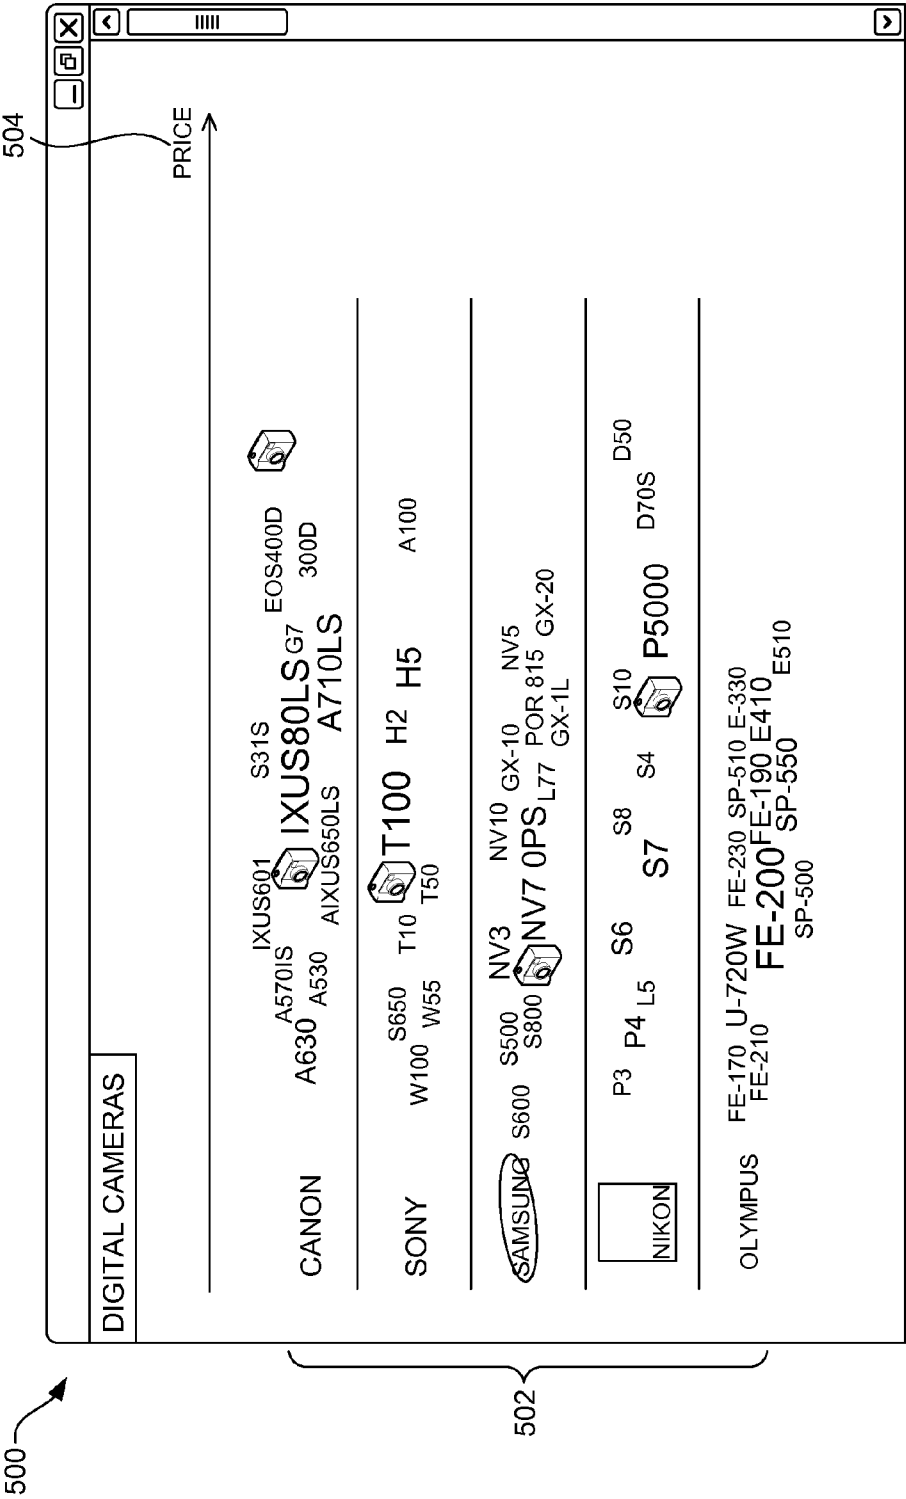 500
504
DIGITAL CAMERAS
PRICE
502
CANON
A630
A570IS
A530
IXUS601
AIXUS650LS
S31S
IXUS80LS
G7
A710LS
EOS400D
300D
SONY
W100
S650
W55
T10
T50
T100
H2
H5
A100
SAMSUNG
S600
S500
S800
NV3
NV7 0PS
NV10
L77
GX-10
POR 815
GX-1L
NV5
GX-20
NIKON
P3
P4
L5
S6
S7
S8
S4
S10
P5000
D70S
D50
OLYMPUS
FE-170 U-720W FE-230 SP-510 E-330
FE-210 FE-200 FE-190 E410
SP-500 SP-550 E510